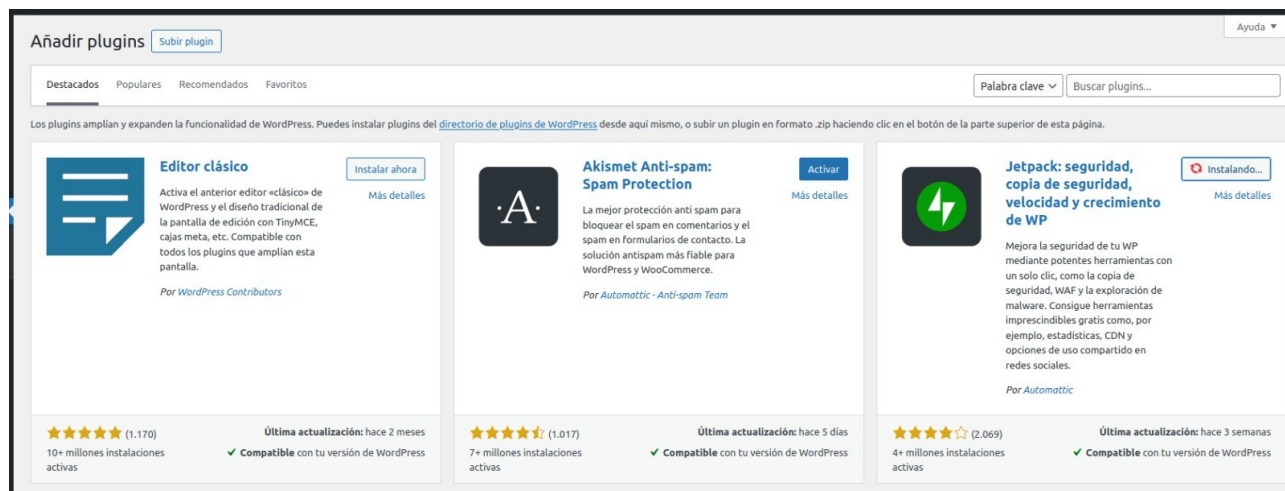 Ayuda ▼
Añadir plugins Subir plugin
Destacados Populares Recomendados Favoritos
Palabra clave Buscar plugins...
Los plugins amplían y expanden la funcionalidad de WordPress. Puedes instalar plugins del directorio de plugins de WordPress desde aquí mismo, o subir un plugin en formato .zip haciendo clic en el botón de la parte superior de esta página.
Editor clásico
Instalar ahora
Más detalles
Activa el anterior editor «clásico» de
WordPress y el diseño tradicional de
la pantalla de edición con TinyMCE,
cajas meta, etc. Compatible con
todos los plugins que amplían esta
pantalla.
Por WordPress Contributors
(1.170)
10+ millones instalaciones
activas
Última actualización: hace 2 meses
✓ Compatible con tu versión de WordPress
·A·
Akismet Anti-spam:
Spam Protection
Activar
Más detalles
La mejor protección anti spam para
bloquear el spam en comentarios y el
spam en formularios de contacto. La
solución antispam más fiable para
WordPress y WooCommerce.
Por Automattic - Anti-spam Team
(1.017)
7+ millones instalaciones
activas
Última actualización: hace 5 días
✓ Compatible con tu versión de WordPress
Jetpack: seguridad,
copia de seguridad,
velocidad y crecimiento
de WP
Instalando...
Más detalles
Mejora la seguridad de tu WP
mediante potentes herramientas con
un solo clic, como la copia de
seguridad, WAF y la exploración de
malware. Consigue herramientas
imprescindibles gratis como, por
ejemplo, estadísticas, CDN y
opciones de uso compartido en
redes sociales.
Por Automattic
(2.069)
4+ millones instalaciones
activas
Última actualización: hace 3 semanas
✓ Compatible con tu versión de WordPress